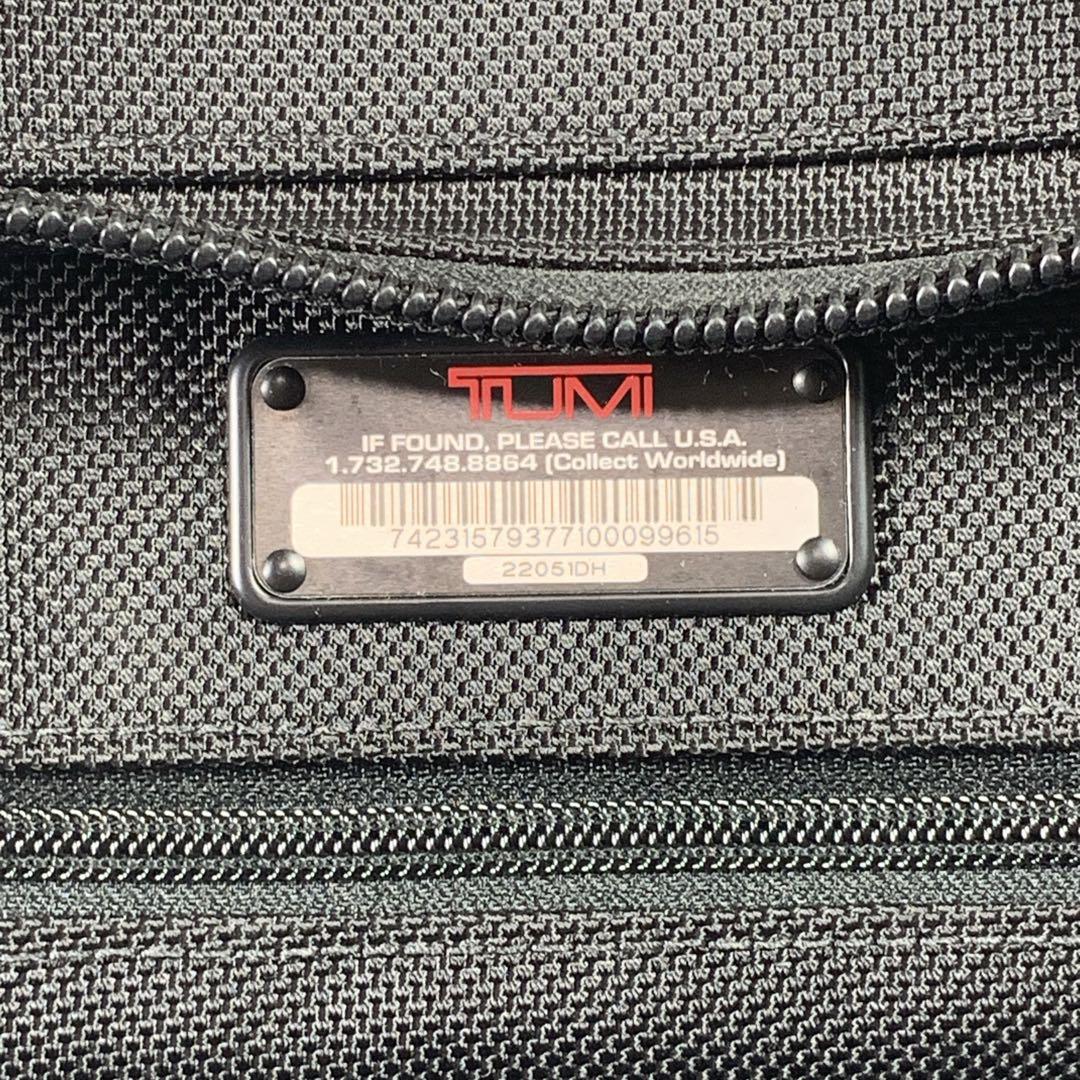 TUMI
IF FOUND, PLEASE CALL U.S.A.
1.732.748.8864 (Collect Worldwide)
74231579377100099615
22051DH